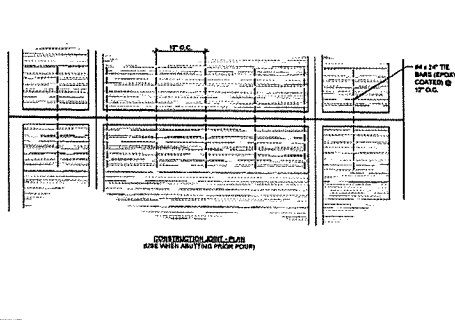 12" O.C.
#4 x 24" TIE
BARS (EPOXY
COATED) @
12" O.C.
CONSTRUCTION JOINT - PLAN
(USE WHEN ABUTTING PRIOR POUR)